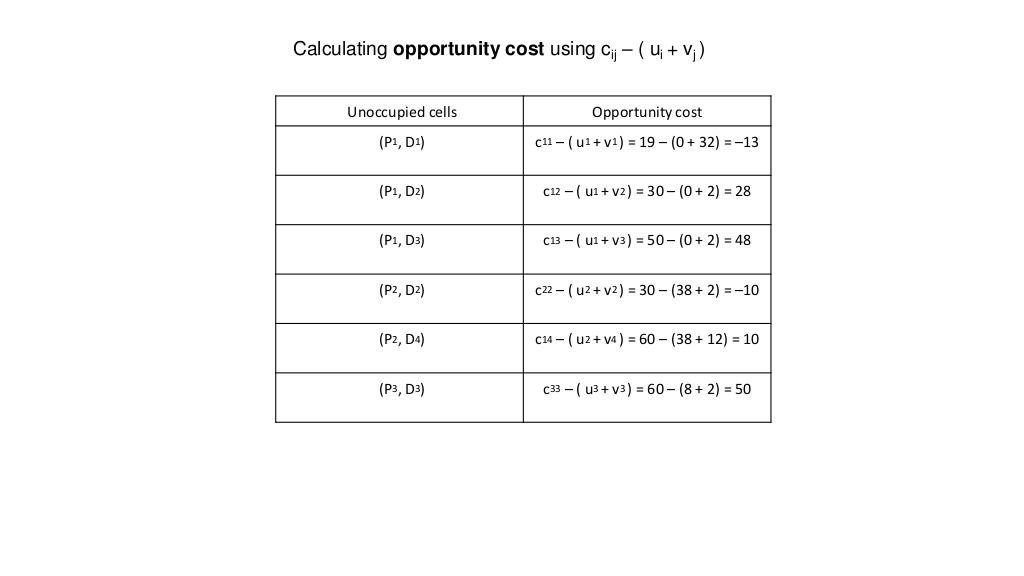 Calculating opportunity cost using cij – ( ui + vj )
Unoccupied cells
Opportunity cost
(P1, D1)
c11 – ( u1 + v1 ) = 19 – (0 + 32) = –13
(P1, D2)
c12 – ( u1 + v2 ) = 30 – (0 + 2) = 28
(P1, D3)
c13 – ( u1 + v3 ) = 50 – (0 + 2) = 48
(P2, D2)
c22 – ( u2 + v2 ) = 30 – (38 + 2) = –10
(P2, D4)
c14 – ( u2 + v4 ) = 60 – (38 + 12) = 10
(P3, D3)
c33 – ( u3 + v3 ) = 60 – (8 + 2) = 50